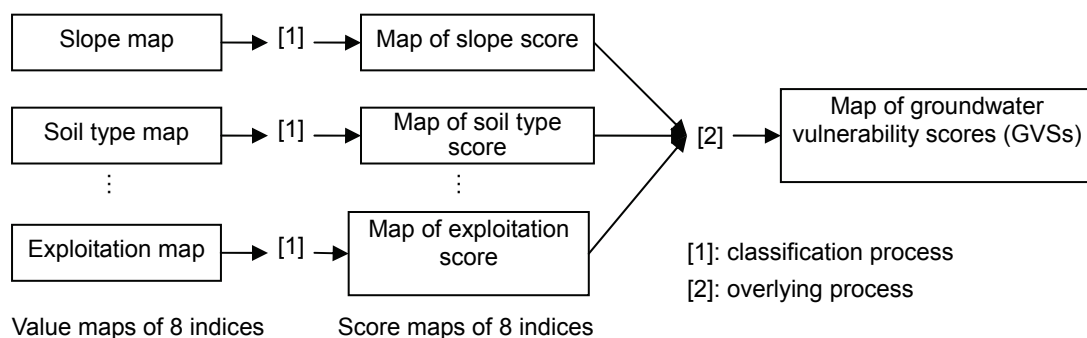 Slope map
[1]
Map of slope score
Soil type map
[1]
Map of soil type
score
[2]
Map of groundwater
vulnerability scores (GVSs)
⋮
⋮
Exploitation map
[1]
Map of exploitation
score
[1]: classification process
[2]: overlying process
Value maps of 8 indices
Score maps of 8 indices